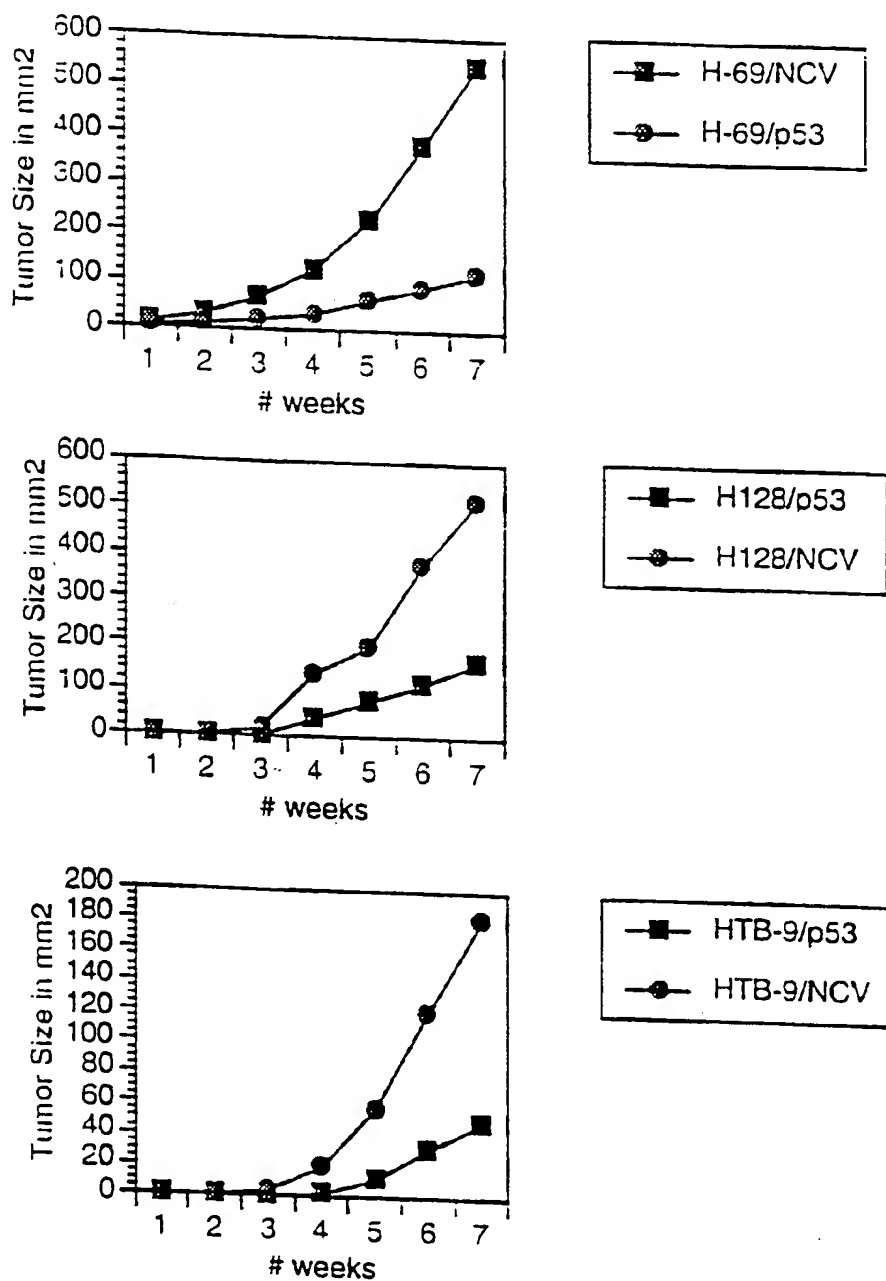 600
500
400
300
200
100
0
Tumor Size in mm2
1 2 3 4 5 6 7
# weeks
H-69/NCV
H-69/p53
600
500
400
300
200
100
0
Tumor Size in mm2
1 2 3 4 5 6 7
# weeks
H128/p53
H128/NCV
200
180
160
140
120
100
80
60
40
20
0
Tumor Size in mm2
1 2 3 4 5 6 7
# weeks
HTB-9/p53
HTB-9/NCV